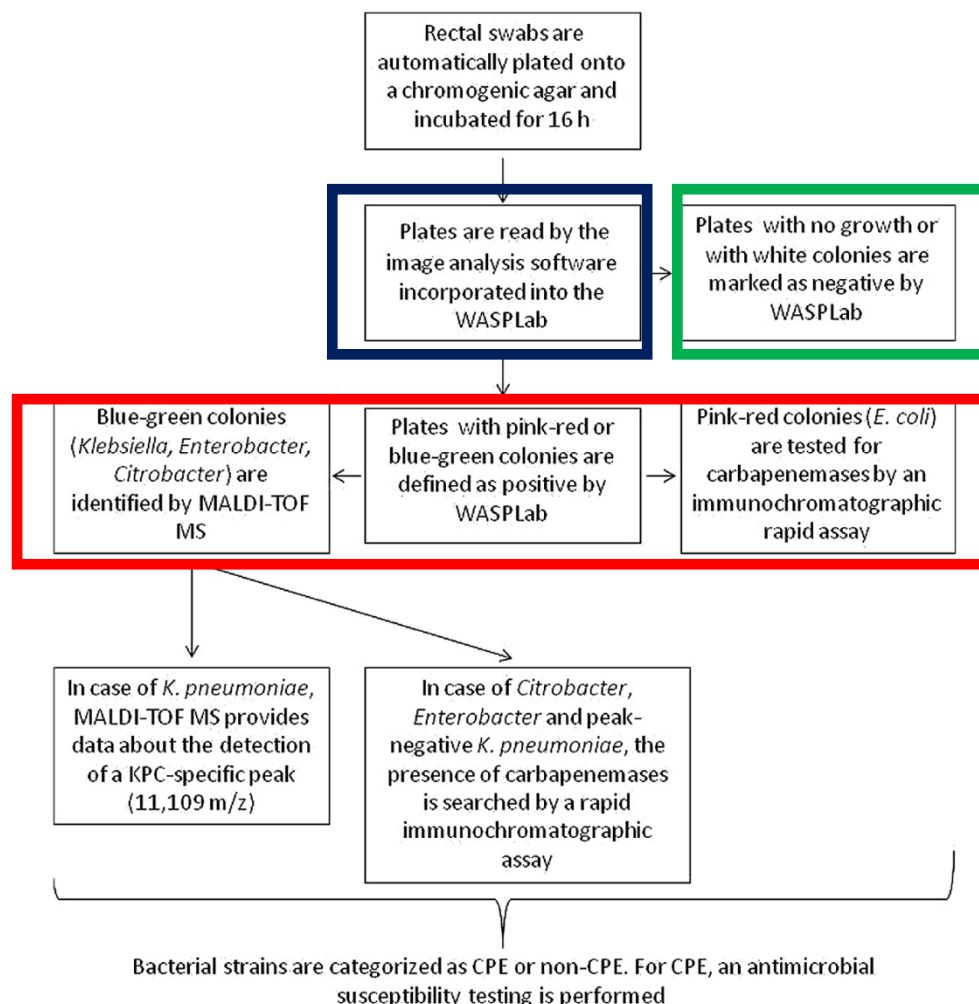 Rectal swabs are
automatically plated onto
a chromogenic agar and
incubated for 16 h
Plates are read by the
image analysis software
incorporated into the
WASPLab
Plates with no growth or
with white colonies are
marked as negative by
WASPLab
Blue-green colonies
(Klebsiella, Enterobacter,
Citrobacter) are
identified by MALDI-TOF
MS
Plates with pink-red or
blue-green colonies are
defined as positive by
WASPLab
Pink-red colonies (E. coli)
are tested for
carbapenemases by an
immunochromatographic
rapid assay
In case of K. pneumoniae,
MALDI-TOF MS provides
data about the detection
of a KPC-specific peak
(11,109 m/z)
In case of Citrobacter,
Enterobacter and peak-
negative K. pneumoniae, the
presence of carbapenemases
is searched by a rapid
immunochromatographic
assay
Bacterial strains are categorized as CPE or non-CPE. For CPE, an antimicrobial
susceptibility testing is performed